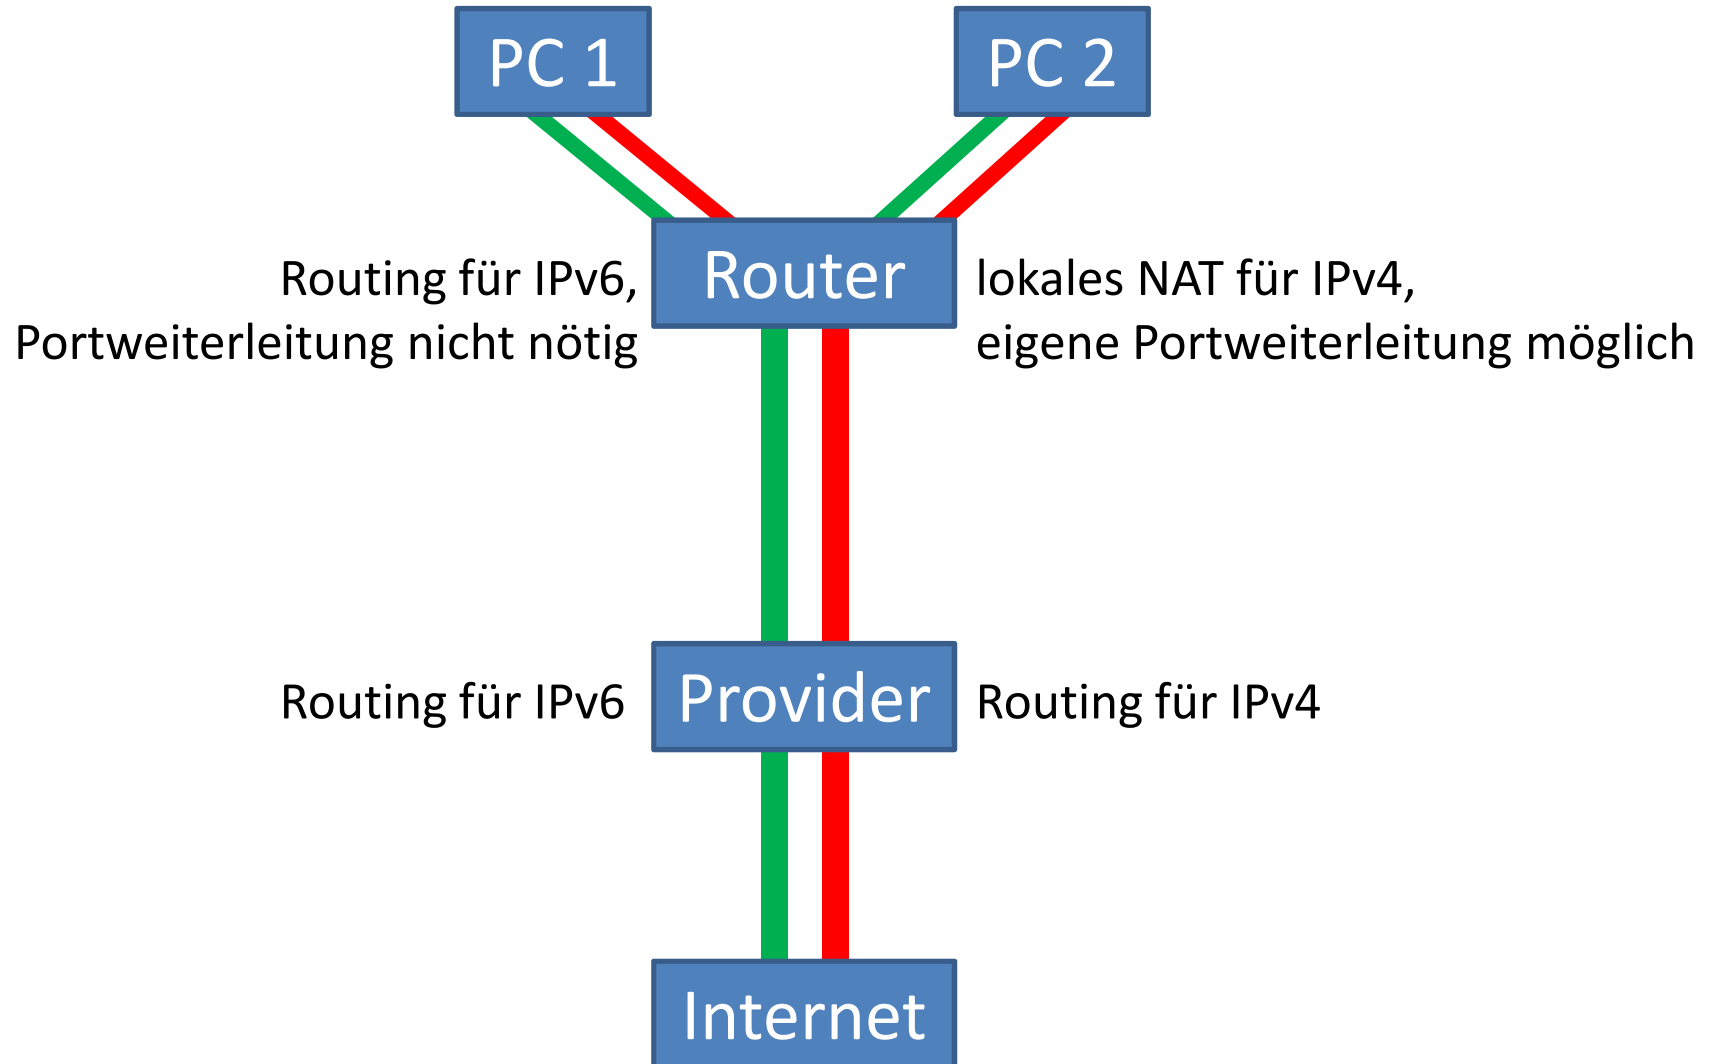 PC 1
PC 2
Router
Routing für IPv6,
Portweiterleitung nicht nötig
lokales NAT für IPv4,
eigene Portweiterleitung möglich
Routing für IPv6
Provider
Routing für IPv4
Internet